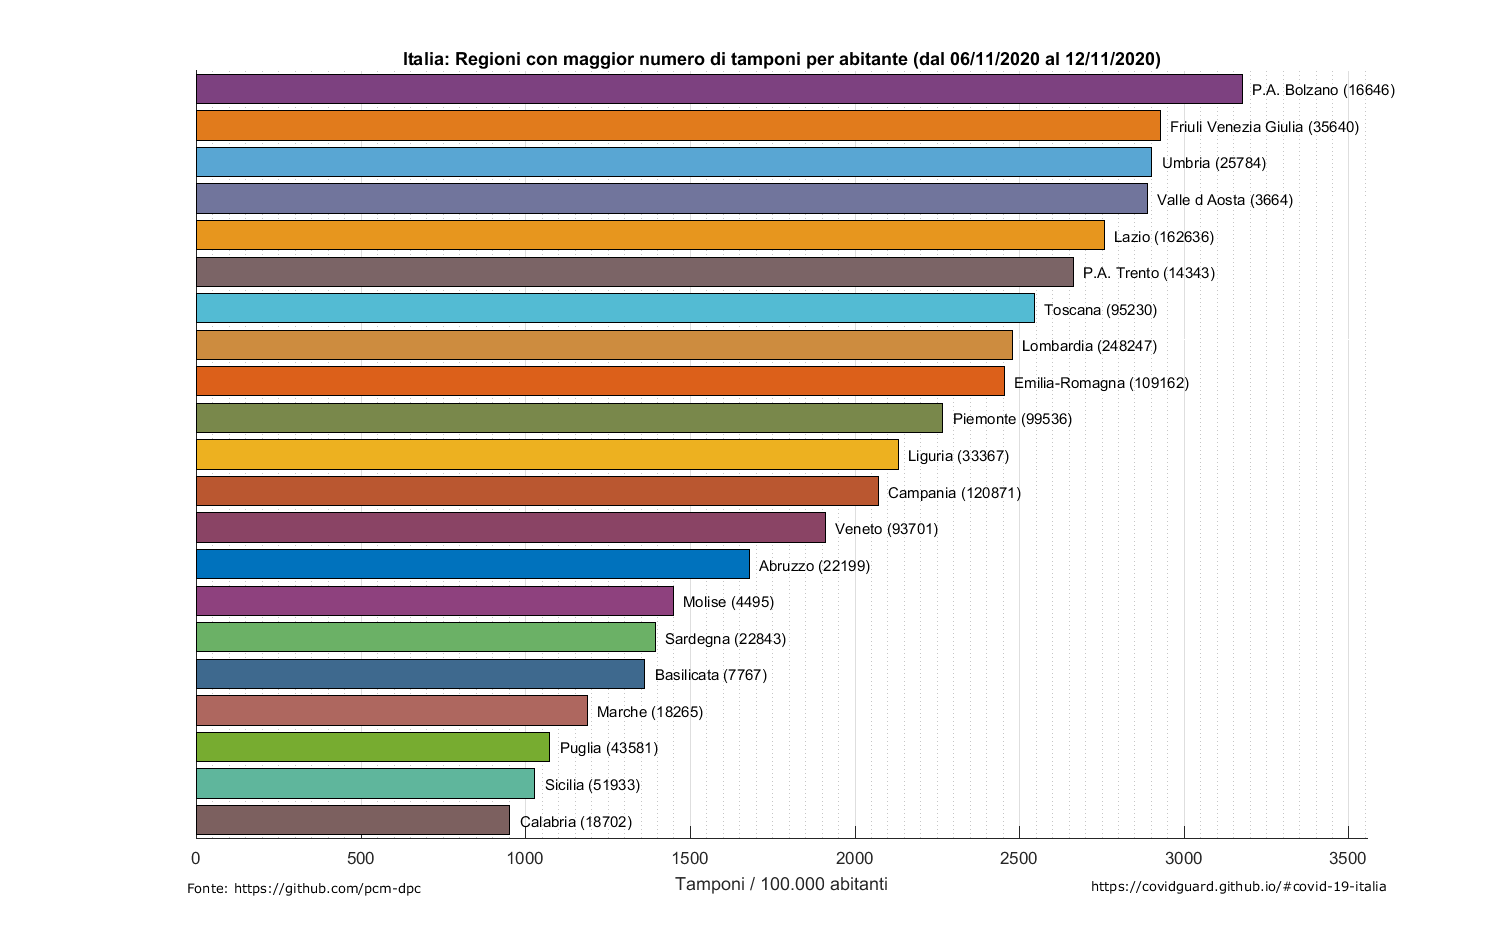 Italia: Regioni con maggior numero di tamponi per abitante (dal 06/11/2020 al 12/11/2020)
P.A. Bolzano (16646)
Friuli Venezia Giulia (35640)
Umbria (25784)
Valle d Aosta (3664)
Lazio (162636)
P.A. Trento (14343)
Toscana (95230)
Lombardia (248247)
Emilia-Romagna (109162)
Piemonte (99536)
Liguria (33367)
Campania (120871)
Veneto (93701)
Abruzzo (22199)
Molise (4495)
Sardegna (22843)
Basilicata (7767)
Marche (18265)
Puglia (43581)
Sicilia (51933)
Calabria (18702)
0 500 1000 1500 2000 2500 3000 3500
Tamponi / 100.000 abitanti
Fonte: https://github.com/pcm-dpc
https://covidguard.github.io/#covid-19-italia